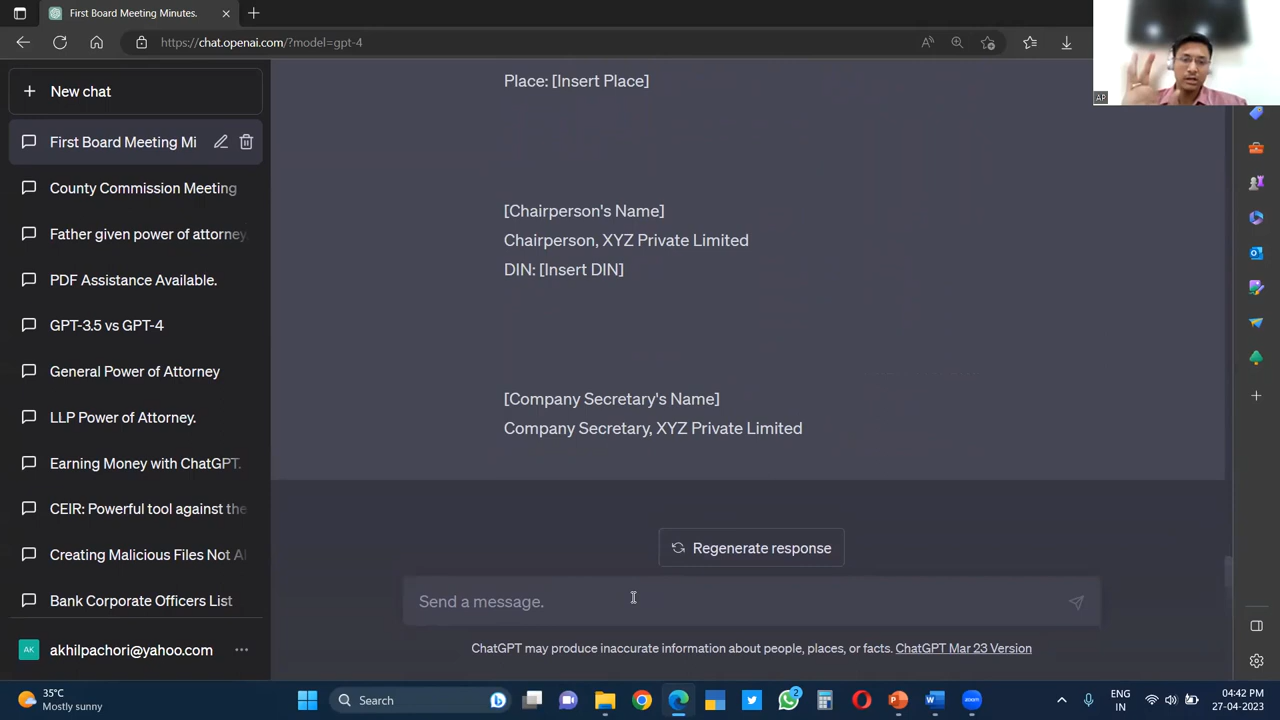 First Board Meeting Minutes.
https://chat.openai.com/?model=gpt-4
AP
New chat
First Board Meeting Mi
County Commission Meeting
Father given power of attorney.
PDF Assistance Available.
GPT-3.5 vs GPT-4
General Power of Attorney
LLP Power of Attorney.
Earning Money with ChatGPT.
CEIR: Powerful tool against the
Creating Malicious Files Not Al
Bank Corporate Officers List
AK akhilpachori@yahoo.com
Place: [Insert Place]
[Chairperson's Name]
Chairperson, XYZ Private Limited
DIN: [Insert DIN]
[Company Secretary's Name]
Company Secretary, XYZ Private Limited
Regenerate response
Send a message.
ChatGPT may produce inaccurate information about people, places, or facts. ChatGPT Mar 23 Version
35°C
Mostly sunny
Search
2
ENG
IN
04:42 PM
27-04-2023